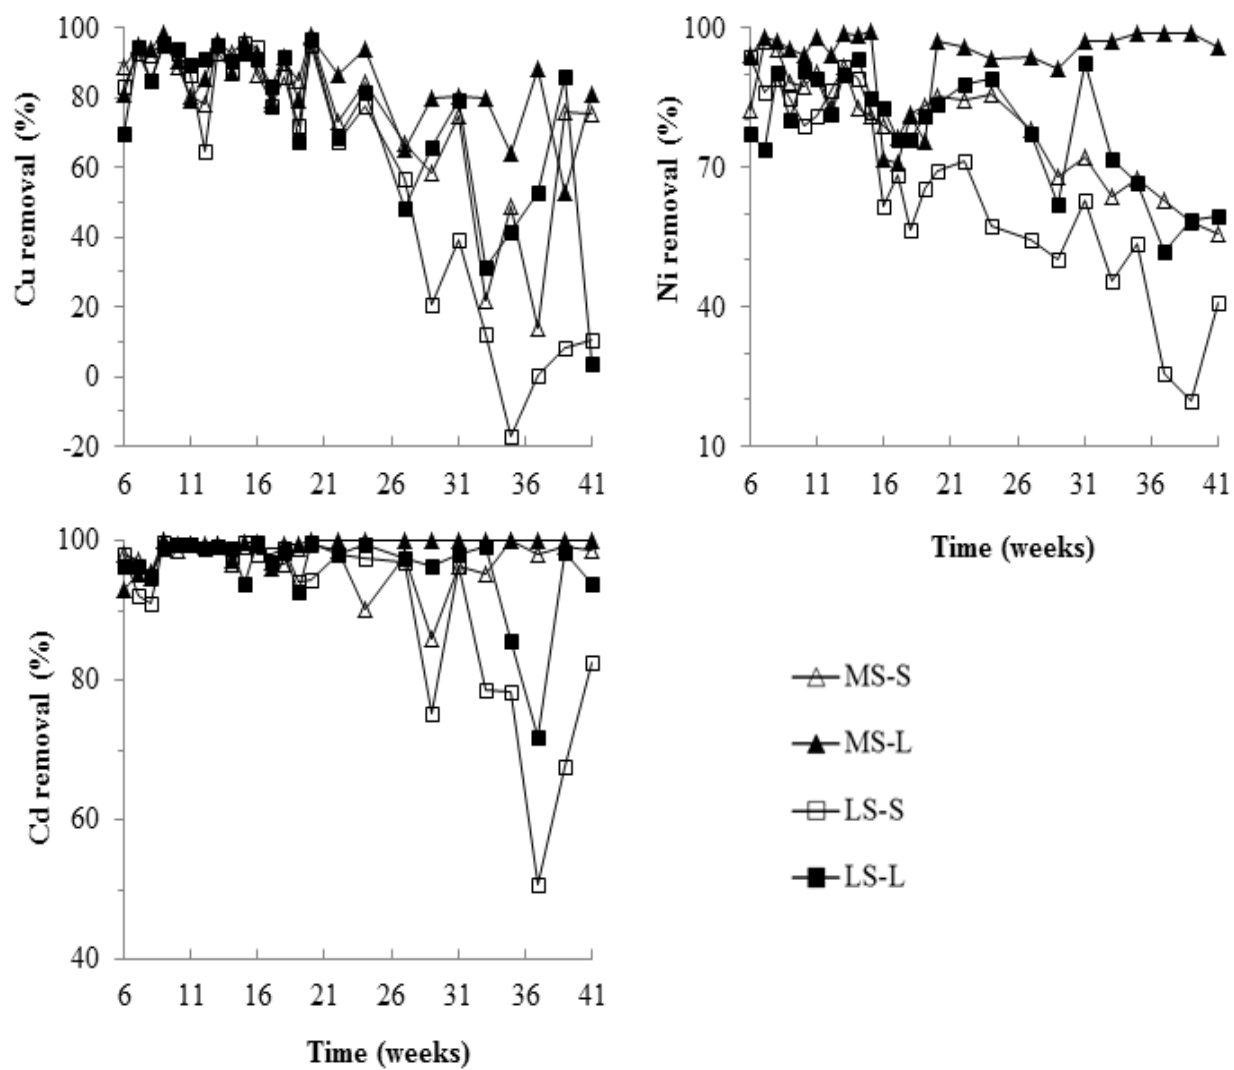 100
80
60
40
20
0
-20
Cu removal (%)
6 11 16 21 26 31 36 41
100
70
40
10
Ni removal (%)
6 11 16 21 26 31 36 41
Time (weeks)
100
80
60
40
Cd removal (%)
6 11 16 21 26 31 36 41
Time (weeks)
MS-S
MS-L
LS-S
LS-L